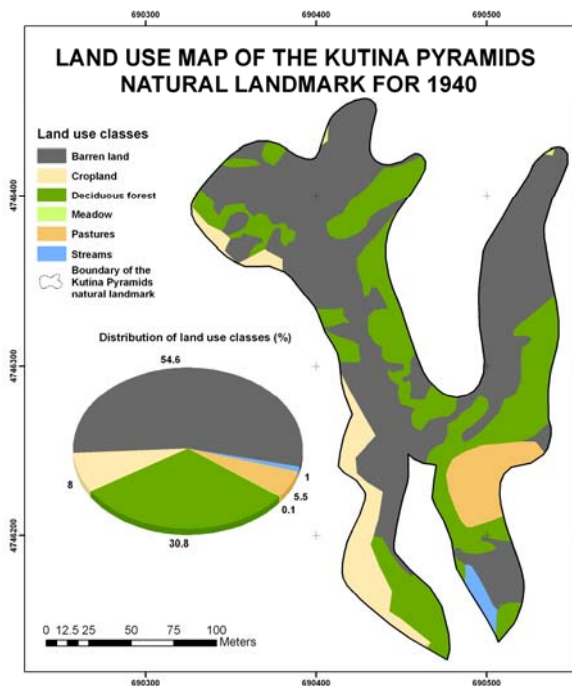 690300 690400 690500
LAND USE MAP OF THE KUTINA PYRAMIDS
NATURAL LANDMARK FOR 1940
Land use classes
Barren land
Cropland
Deciduous forest
Meadow
Pastures
Streams
Boundary of the
Kutina Pyramids
natural landmark
4746400
4746400
4746300
4746300
4746200
4746200
Distribution of land use classes (%)
54.6
8
1
5.5
0.1
30.8
0 12.5 25 50 75 100
Meters
690300 690400 690500